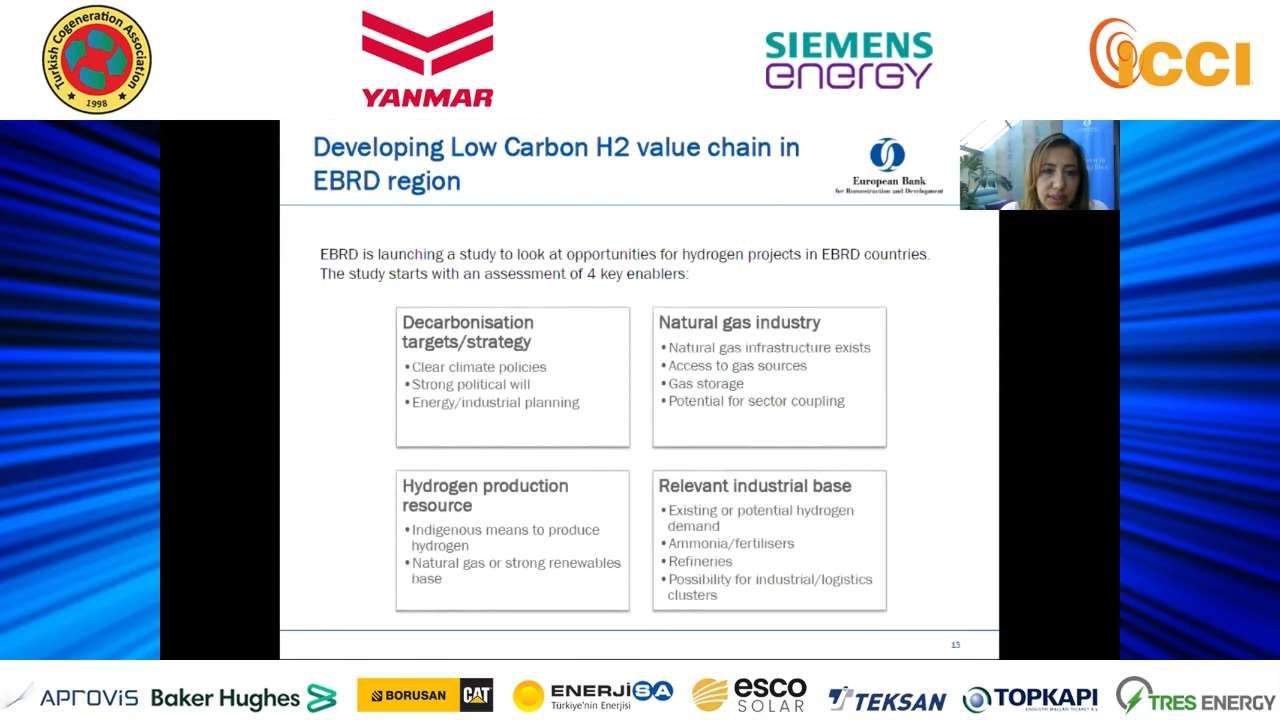 Turkish Cogeneration Association
1998
YANMAR
SIEMENS
energy
iCCI
Developing Low Carbon H2 value chain in
EBRD region
European Bank
for Reconstruction and Development
EBRD is launching a study to look at opportunities for hydrogen projects in EBRD countries.
The study starts with an assessment of 4 key enablers:
Decarbonisation
targets/strategy
•Clear climate policies
•Strong political will
•Energy/industrial planning
Natural gas industry
•Natural gas infrastructure exists
•Access to gas sources
•Gas storage
•Potential for sector coupling
Hydrogen production
resource
•Indigenous means to produce
hydrogen
•Natural gas or strong renewables
base
Relevant industrial base
•Existing or potential hydrogen
demand
•Ammonia/fertilisers
•Refineries
•Possibility for industrial/logistics
clusters
13
APROVIS
Baker Hughes
BORUSAN CAT
ENERJİSA
Türkiye'nin Enerjisi
esco
SOLAR
TEKSAN
TOPKAPI
ENDÜSTRİ MALLARI TİCARET A.Ş.
TRES ENERGY